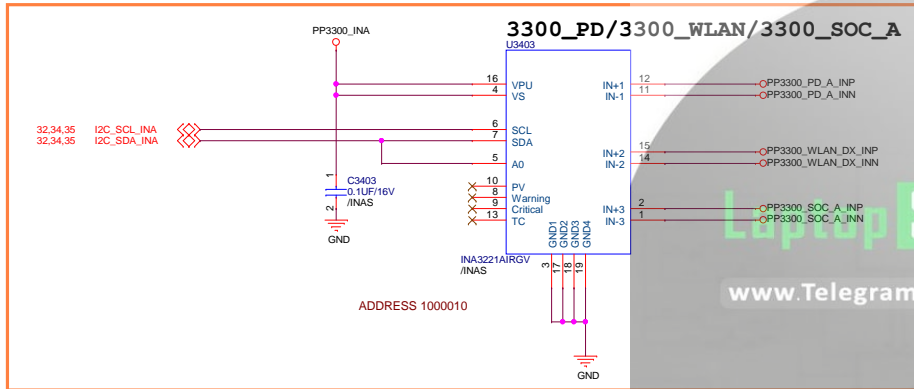 3300_PD/3300_WLAN/3300_SOC_A
PP3300_INA
U3403
16 VPU IN+1 12 PP3300_PD_A_INP
4 VS IN-1 11 PP3300_PD_A_INN
32,34,35 I2C_SCL_INA 6 SCL
32,34,35 I2C_SDA_INA 7 SDA
IN+2 15 PP3300_WLAN_DX_INP
5 A0 IN-2 14 PP3300_WLAN_DX_INN
1 C3403
0.1UF/16V
2 /INAS
GND
10 PV
8 Warning
9 Critical
13 TC
IN+3 2 PP3300_SOC_A_INP
IN-3 1 PP3300_SOC_A_INN
GND1 GND2 GND3 GND4
3 17 18 19
INA3221AIRGV
/INAS
ADDRESS 1000010
GND
Laptop
www.Telegram